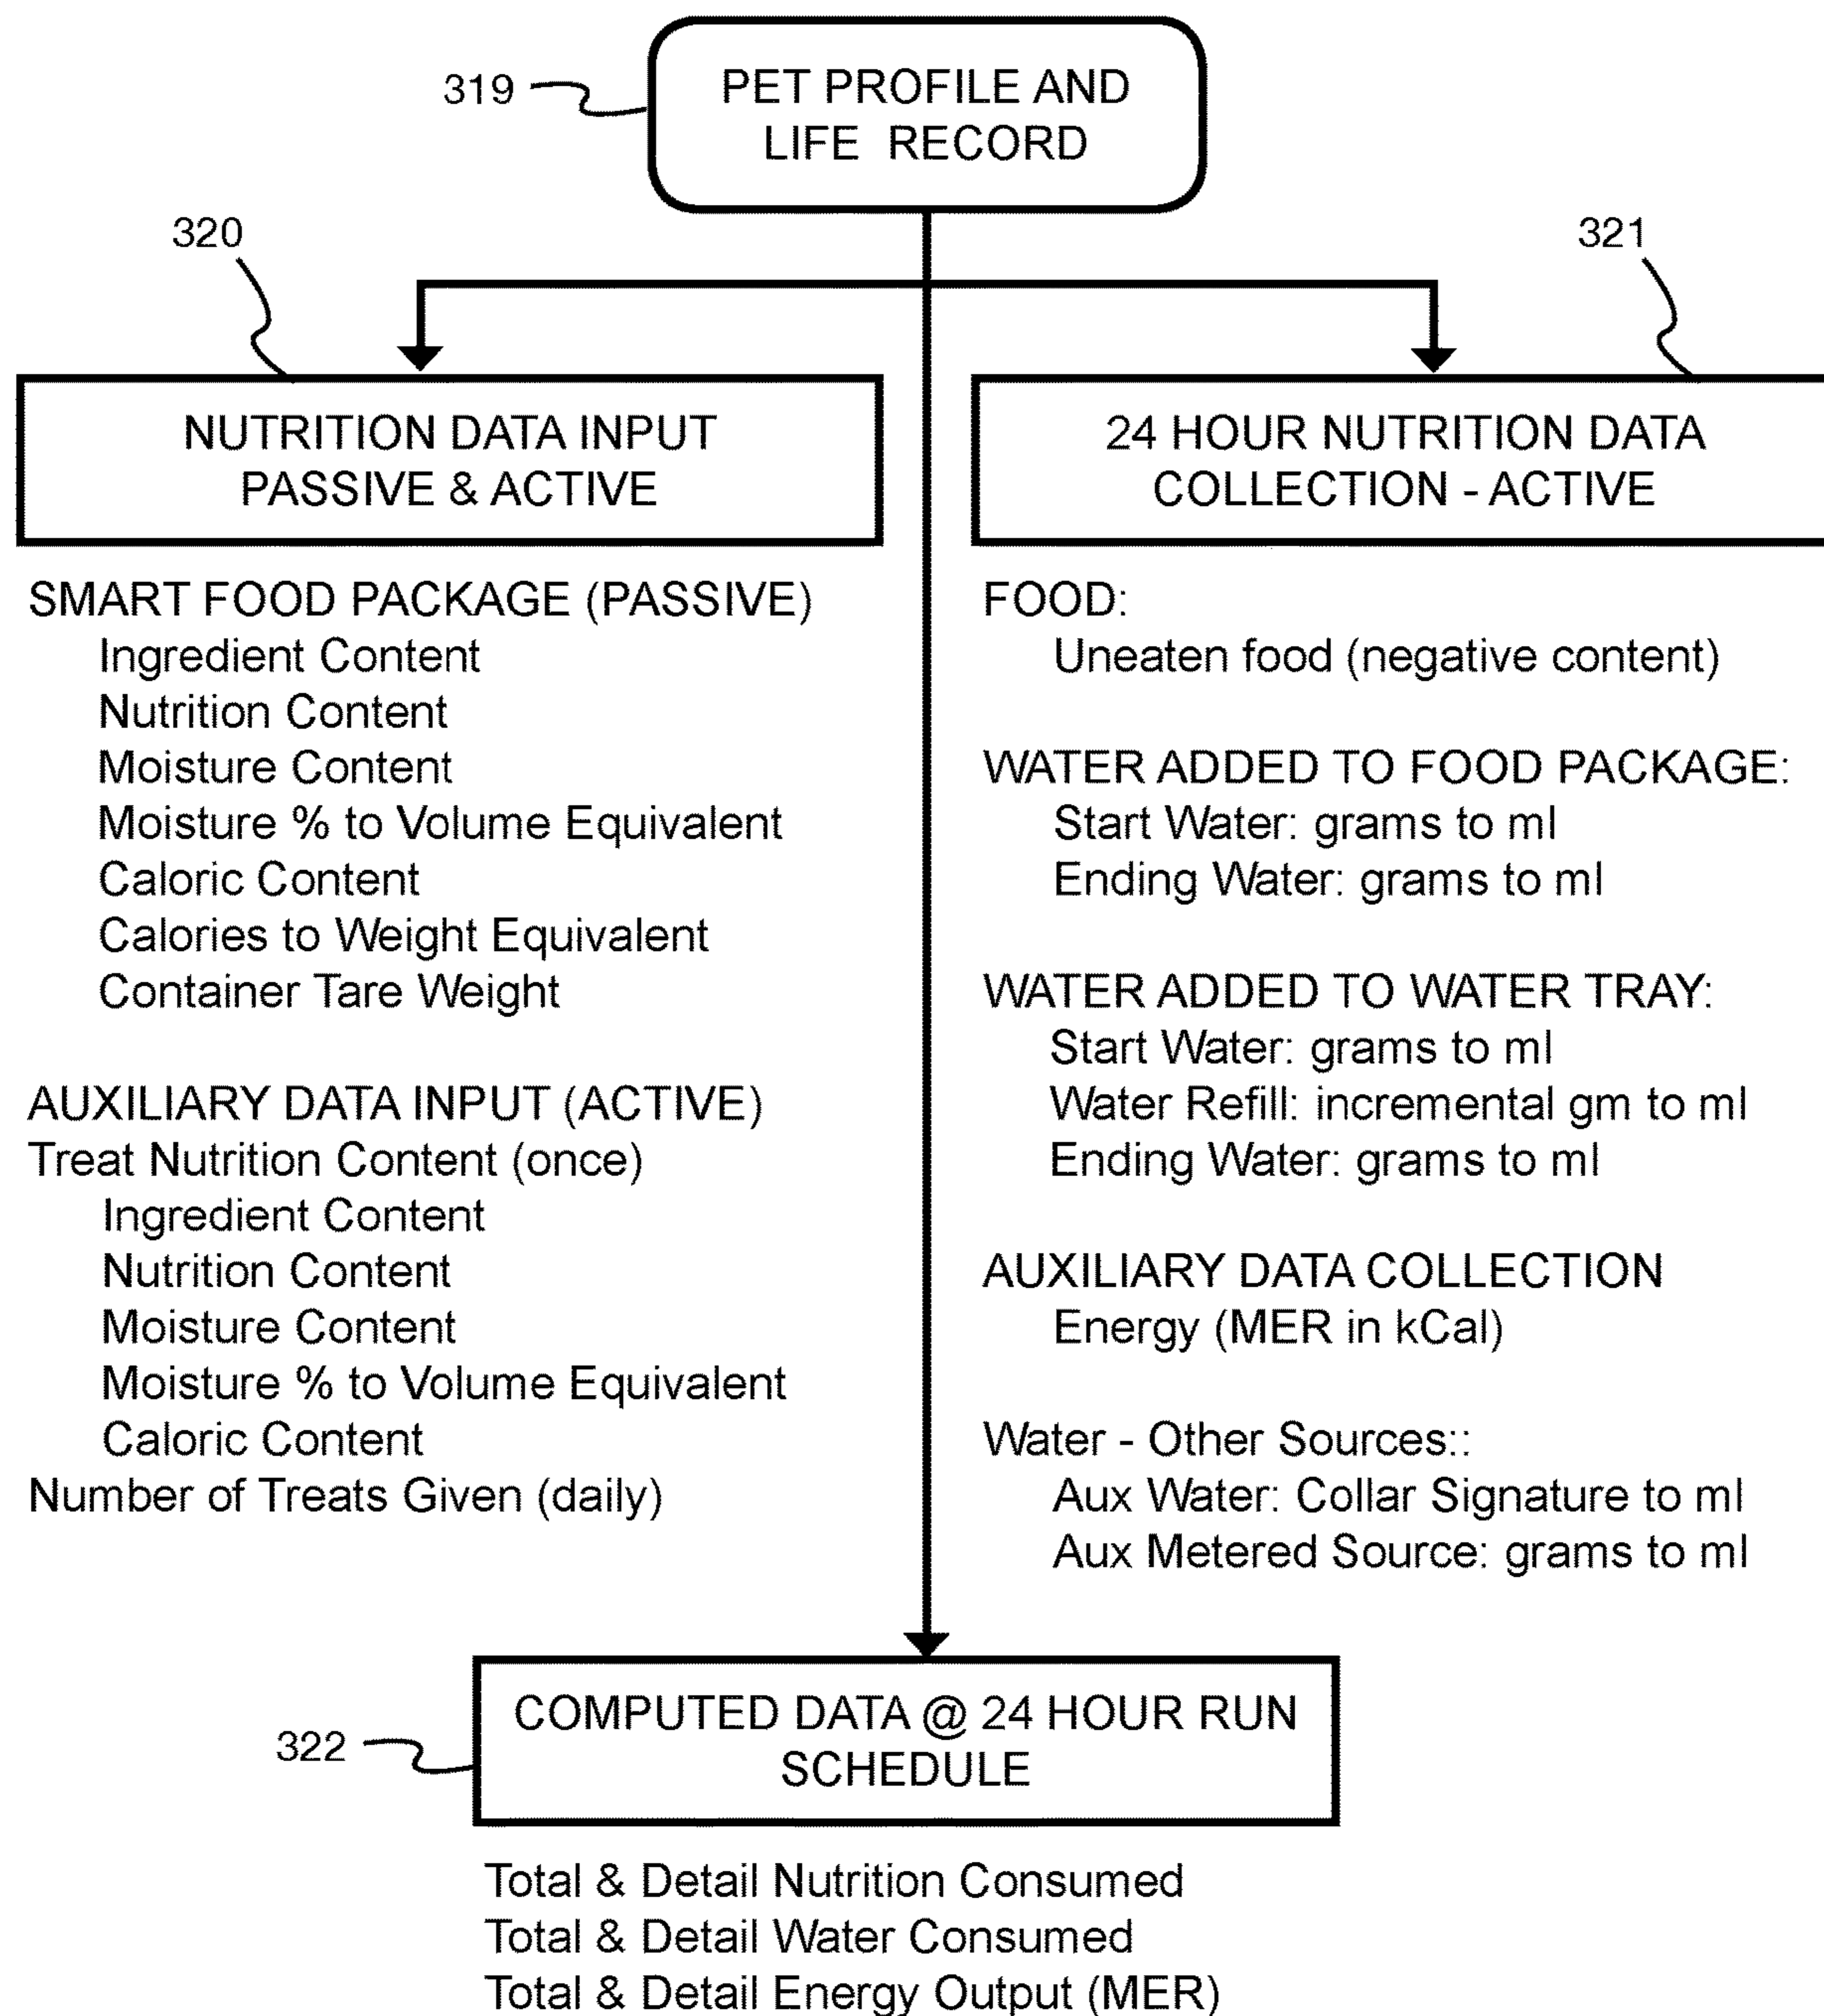 319
PET PROFILE AND
LIFE RECORD
320
321
NUTRITION DATA INPUT
PASSIVE & ACTIVE
SMART FOOD PACKAGE (PASSIVE)
Ingredient Content
Nutrition Content
Moisture Content
Moisture % to Volume Equivalent
Caloric Content
Calories to Weight Equivalent
Container Tare Weight
AUXILIARY DATA INPUT (ACTIVE)
Treat Nutrition Content (once)
Ingredient Content
Nutrition Content
Moisture Content
Moisture % to Volume Equivalent
Caloric Content
Number of Treats Given (daily)
24 HOUR NUTRITION DATA
COLLECTION - ACTIVE
FOOD:
Uneaten food (negative content)
WATER ADDED TO FOOD PACKAGE:
Start Water: grams to ml
Ending Water: grams to ml
WATER ADDED TO WATER TRAY:
Start Water: grams to ml
Water Refill: incremental gm to ml
Ending Water: grams to ml
AUXILIARY DATA COLLECTION
Energy (MER in kCal)
Water - Other Sources::
Aux Water: Collar Signature to ml
Aux Metered Source: grams to ml
322
COMPUTED DATA @ 24 HOUR RUN
SCHEDULE
Total & Detail Nutrition Consumed
Total & Detail Water Consumed
Total & Detail Energy Output (MER)